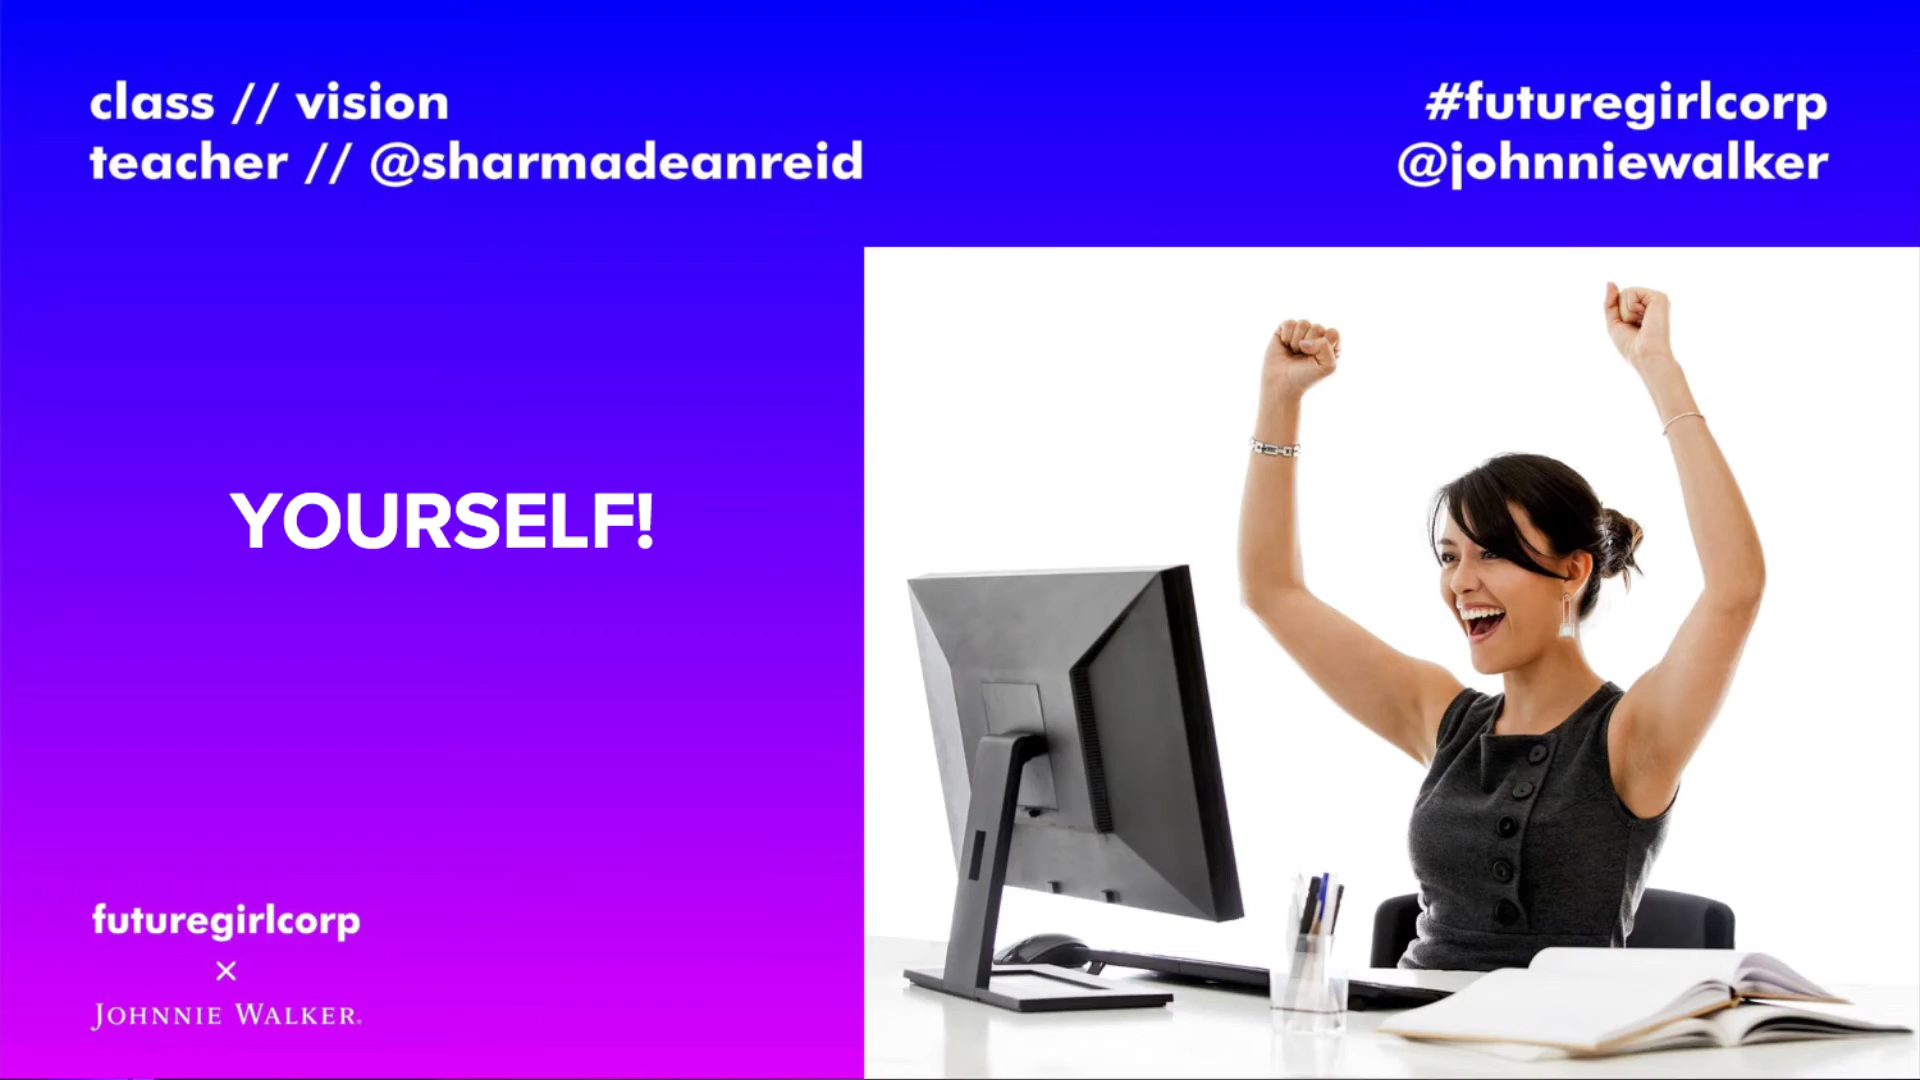 class // vision
teacher // @sharmadeanreid
#futuregirlcorp
@johnniewalker
YOURSELF!
futuregirlcorp
×
JOHNNIE WALKER.